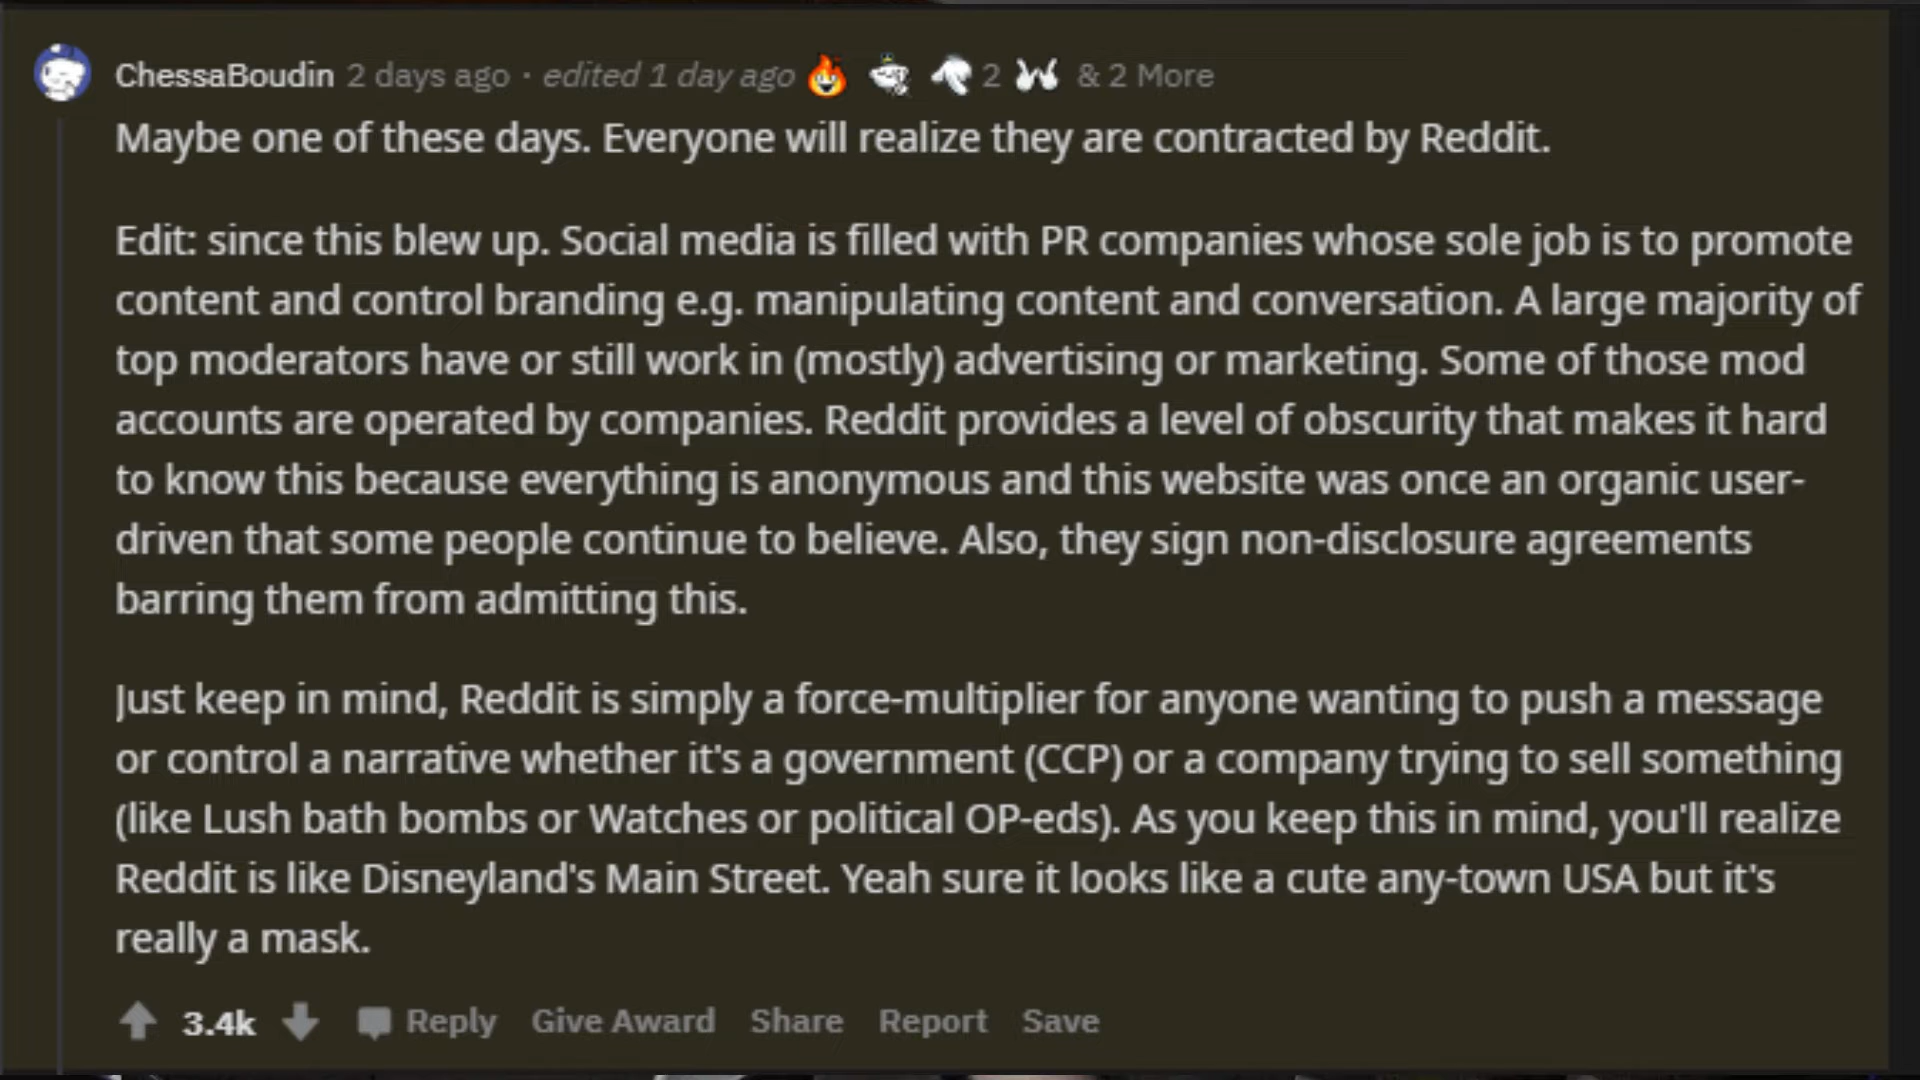 ChessaBoudin 2 days ago · edited 1 day ago 2 & 2 More
Maybe one of these days. Everyone will realize they are contracted by Reddit.
Edit: since this blew up. Social media is filled with PR companies whose sole job is to promote
content and control branding e.g. manipulating content and conversation. A large majority of
top moderators have or still work in (mostly) advertising or marketing. Some of those mod
accounts are operated by companies. Reddit provides a level of obscurity that makes it hard
to know this because everything is anonymous and this website was once an organic user-
driven that some people continue to believe. Also, they sign non-disclosure agreements
barring them from admitting this.
Just keep in mind, Reddit is simply a force-multiplier for anyone wanting to push a message
or control a narrative whether it's a government (CCP) or a company trying to sell something
(like Lush bath bombs or Watches or political OP-eds). As you keep this in mind, you'll realize
Reddit is like Disneyland's Main Street. Yeah sure it looks like a cute any-town USA but it's
really a mask.
3.4k Reply Give Award Share Report Save